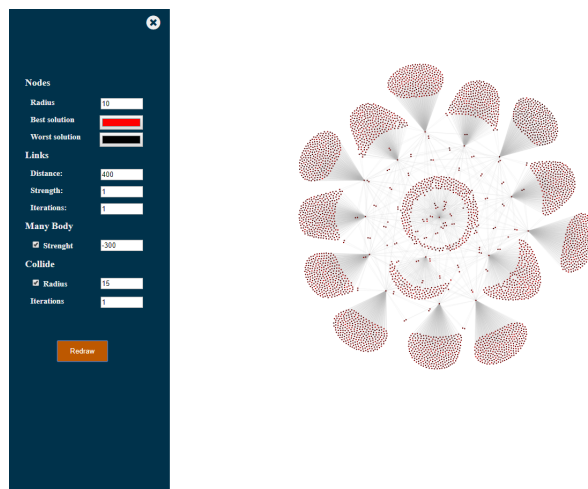 Nodes
Radius 10
Best solution
Worst solution
Links
Distance: 400
Strength: 1
Iterations: 1
Many Body
Strenght -300
Collide
Radius 15
Iterations 1
Redraw